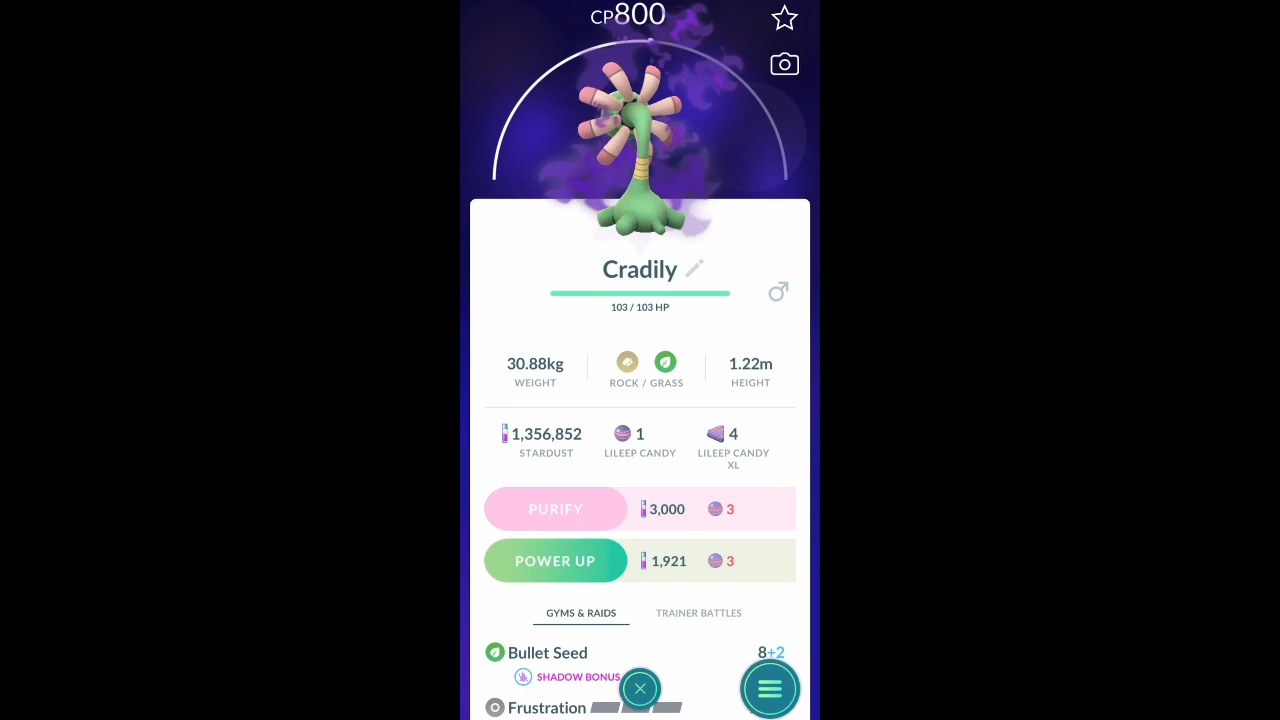 CP800
Cradily
103 / 103 HP
30.88kg
WEIGHT
ROCK / GRASS
1.22m
HEIGHT
1,356,852
STARDUST
1
LILEEP CANDY
4
LILEEP CANDY
XL
PURIFY
3,000
3
POWER UP
1,921
3
GYMS & RAIDS
TRAINER BATTLES
Bullet Seed
8+2
SHADOW BONUS
Frustration